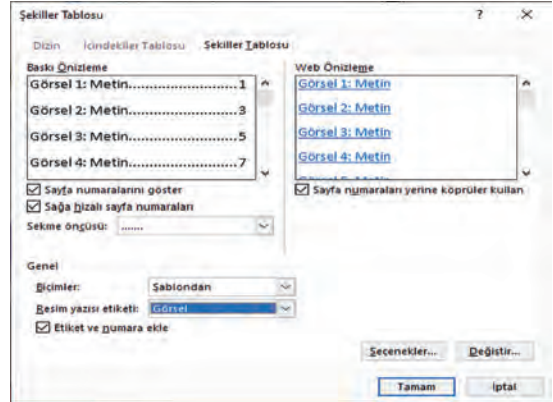 Şekiller Tablosu ? ×
Dizin İçindekiler Tablosu Şekiller Tablosu
Baskı Önizleme
Görsel 1: Metin............................1
Görsel 2: Metin............................3
Görsel 3: Metin............................5
Görsel 4: Metin............................7
Sayfa numaralarını göster
Sağa hizalı sayfa numaraları
Sekme öncüsü: .......
Web Önizleme
Görsel 1: Metin
Görsel 2: Metin
Görsel 3: Metin
Görsel 4: Metin
Sayfa numaraları yerine köprüler kullan
Genel
Biçimler: Şablondan
Resim yazısı etiketi: Görsel
Etiket ve numara ekle
Seçenekler... Değiştir...
Tamam İptal